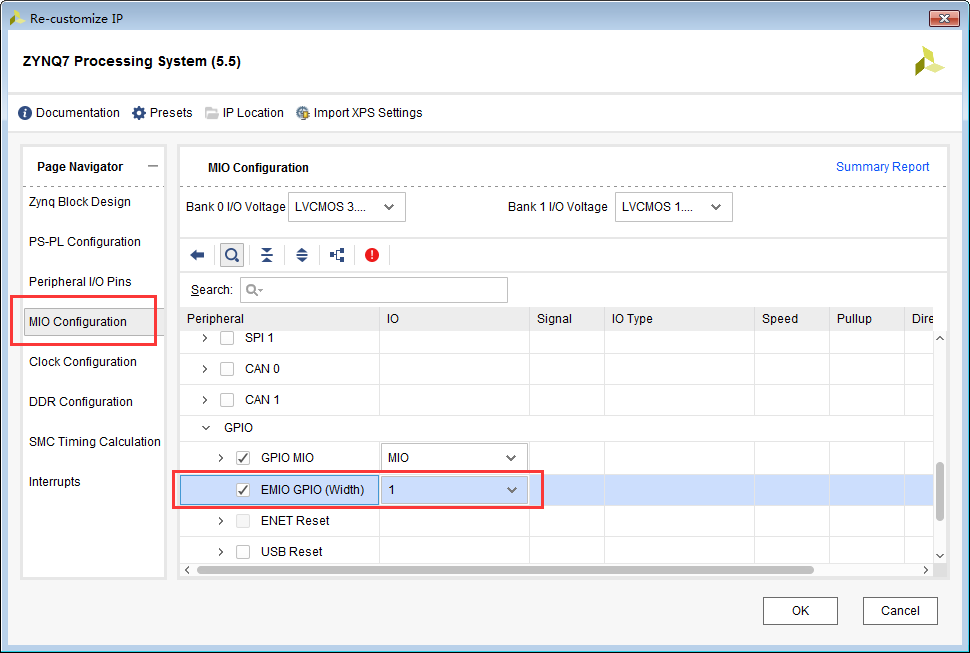 Re-customize IP
ZYNQ7 Processing System (5.5)
Documentation Presets IP Location Import XPS Settings
Page Navigator
Zynq Block Design
PS-PL Configuration
Peripheral I/O Pins
MIO Configuration
Clock Configuration
DDR Configuration
SMC Timing Calculation
Interrupts
MIO Configuration Summary Report
Bank 0 I/O Voltage LVCMOS 3.... Bank 1 I/O Voltage LVCMOS 1....
Search:
Peripheral IO Signal IO Type Speed Pullup Dire
SPI 1
CAN 0
CAN 1
GPIO
GPIO MIO MIO
EMIO GPIO (Width) 1
ENET Reset
USB Reset
OK Cancel